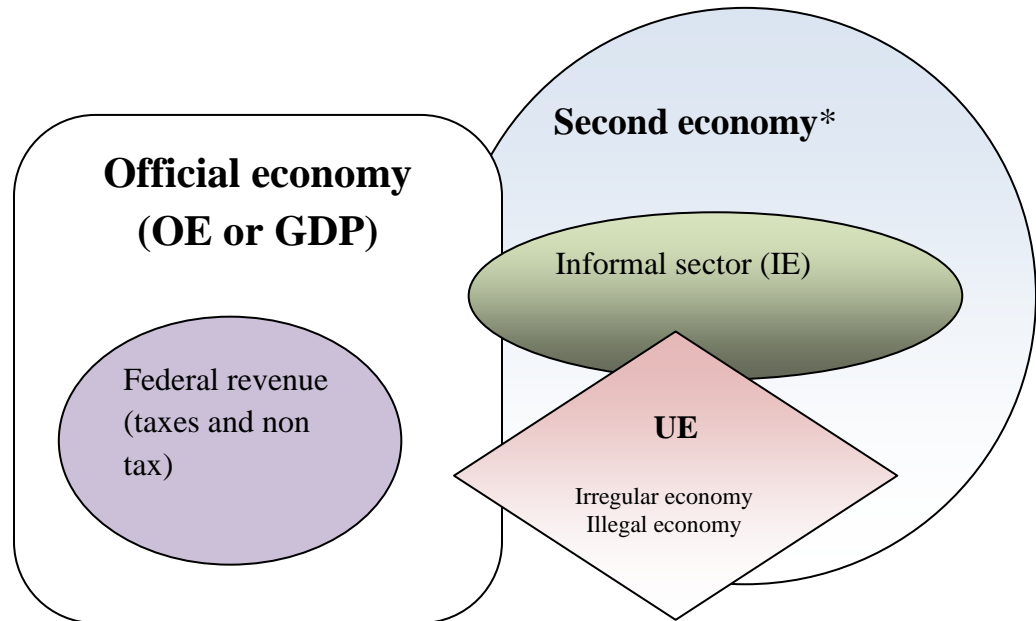 Second economy*
Official economy
(OE or GDP)
Informal sector (IE)
Federal revenue
(taxes and non
tax)
UE
Irregular economy
Illegal economy